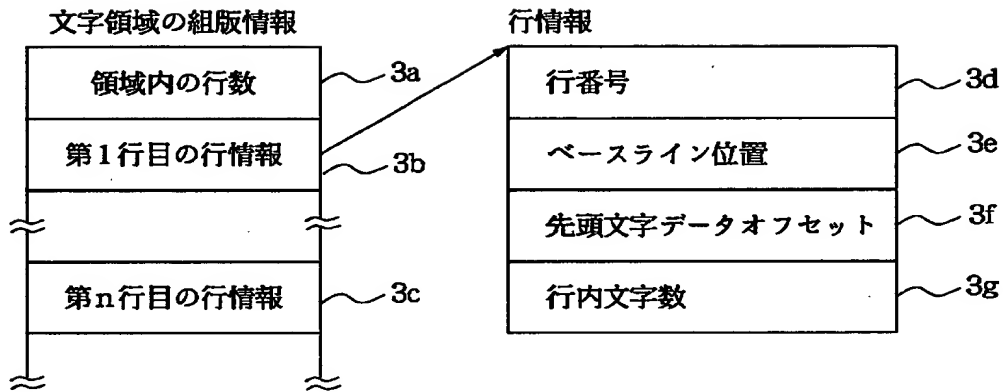 文字領域の組版情報
領域内の行数
3a
第1行目の行情報
3b
第n行目の行情報
3c
行情報
行番号
3d
ベースライン位置
3e
先頭文字データオフセット
3f
行内文字数
3g